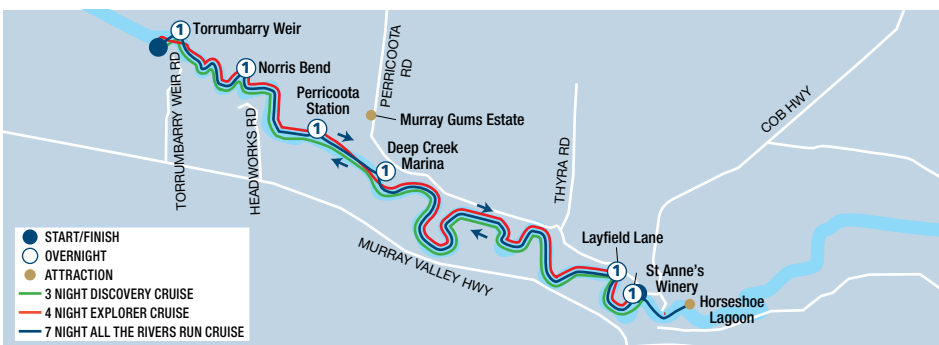 1 Torrumbarry Weir
1 Norris Bend
Perricoota
Station
1
PERRICOOTA
RD
Murray Gums Estate
Deep Creek
Marina
1
TORRUMBARRY WEIR RD
HEADWORKS RD
THYRA RD
COB HWY
MURRAY VALLEY HWY
Layfield Lane
1
St Anne's
Winery
1
Horseshoe
Lagoon
START/FINISH
OVERNIGHT
ATTRACTION
3 NIGHT DISCOVERY CRUISE
4 NIGHT EXPLORER CRUISE
7 NIGHT ALL THE RIVERS RUN CRUISE